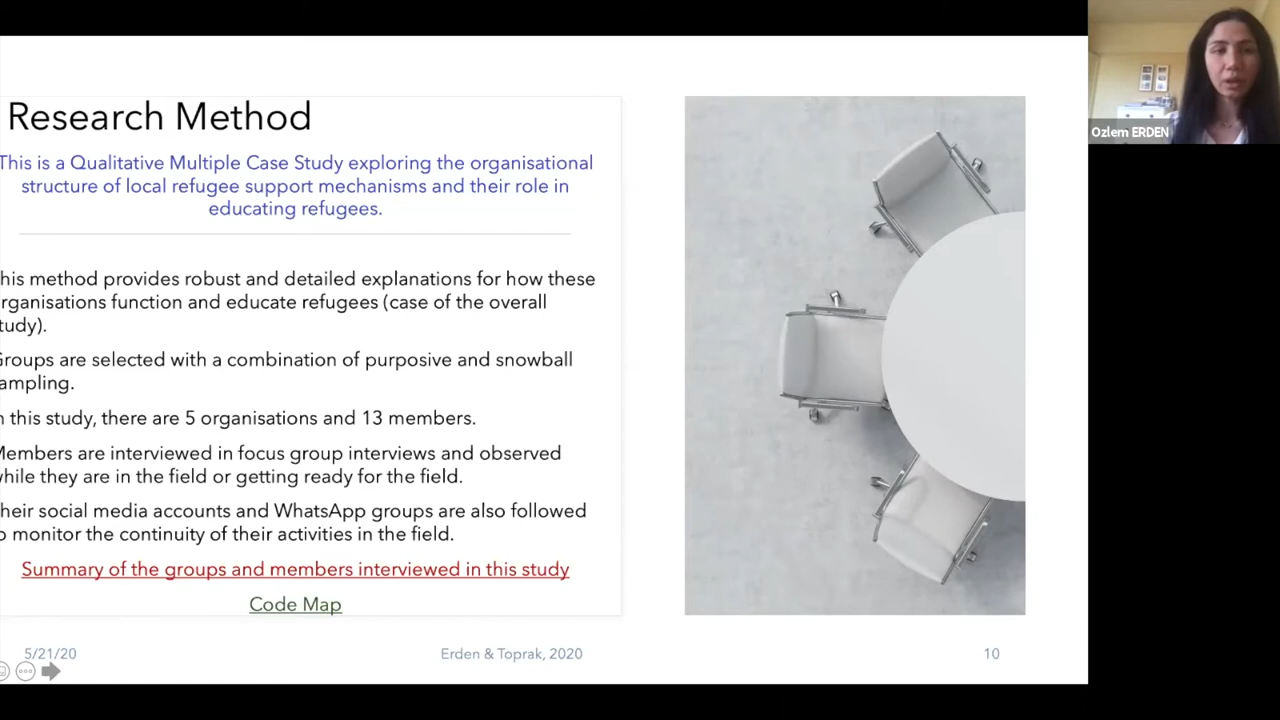 Research Method
This is a Qualitative Multiple Case Study exploring the organisational
structure of local refugee support mechanisms and their role in
educating refugees.
his method provides robust and detailed explanations for how these
rganisations function and educate refugees (case of the overall
tudy).
Groups are selected with a combination of purposive and snowball
ampling.
n this study, there are 5 organisations and 13 members.
Members are interviewed in focus group interviews and observed
while they are in the field or getting ready for the field.
heir social media accounts and WhatsApp groups are also followed
o monitor the continuity of their activities in the field.
Summary of the groups and members interviewed in this study
Code Map
5/21/20
Erden & Toprak, 2020
10
Ozlem ERDEN